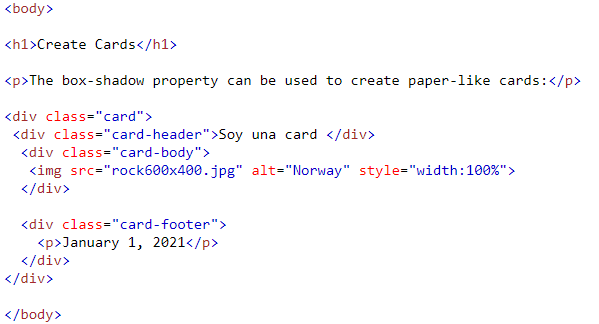 <body>
<h1>Create Cards</h1>
<p>The box-shadow property can be used to create paper-like cards:</p>
<div class="card">
<div class="card-header">Soy una card </div>
<div class="card-body">
<img src="rock600x400.jpg" alt="Norway" style="width:100%">
</div>
<div class="card-footer">
<p>January 1, 2021</p>
</div>
</div>
</body>